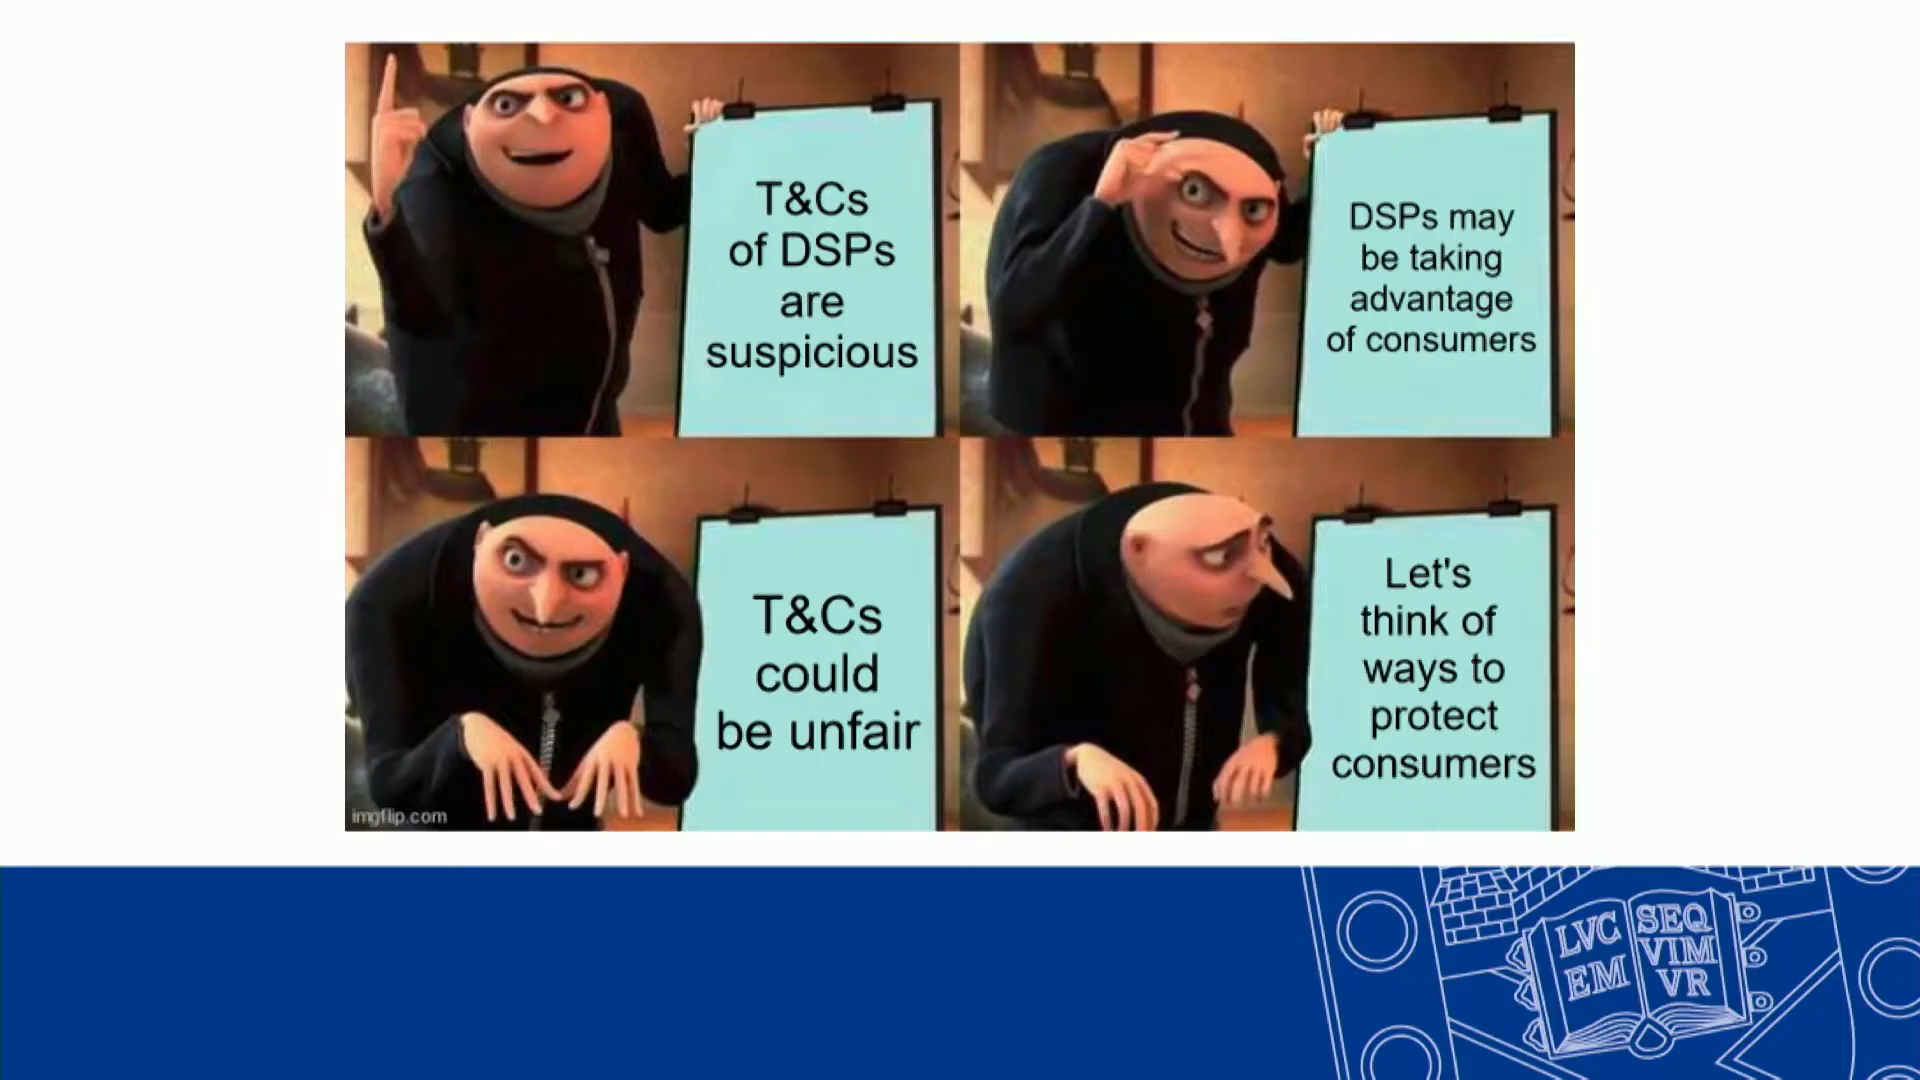 T&Cs
of DSPs
are
suspicious
DSPs may
be taking
advantage
of consumers
T&Cs
could
be unfair
Let's
think of
ways to
protect
consumers
imgflip.com
LVC
EM
SEQ
VIM
VR